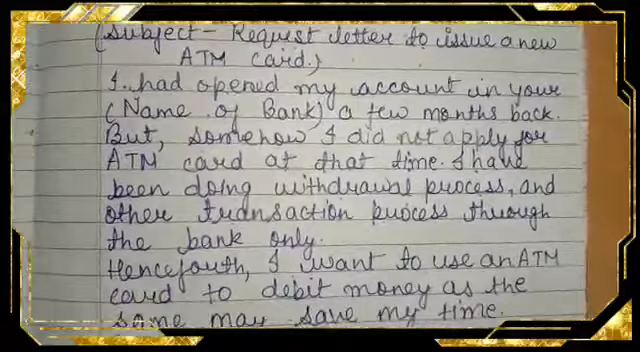 (Subject - Request letter to issue a new
ATM card.)
I had opened my account in your
(Name of Bank) a few months back.
But, somehow I did not apply for
ATM card at that time. I have
been doing withdrawal process, and
other transaction process through
the bank only.
Henceforth, I want to use an ATM
card to debit money as the
same may save my time.